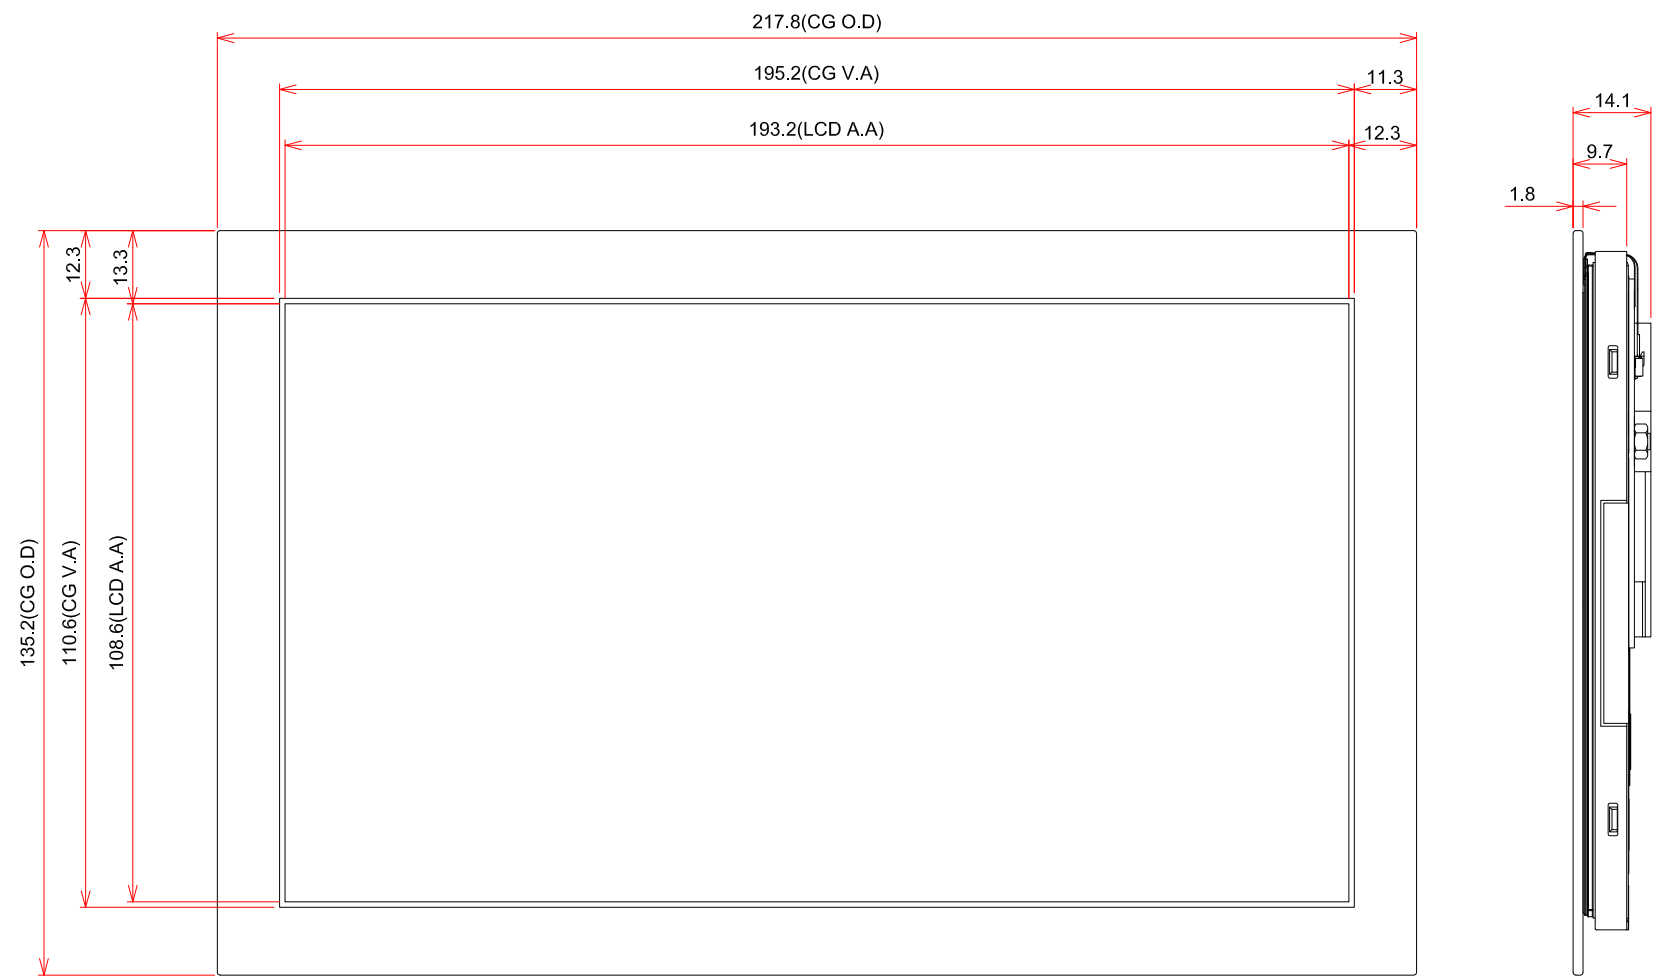 217.8(CG O.D)
195.2(CG V.A)
11.3
14.1
193.2(LCD A.A)
12.3
9.7
1.8
12.3
13.3
135.2(CG O.D)
110.6(CG V.A)
108.6(LCD A.A)